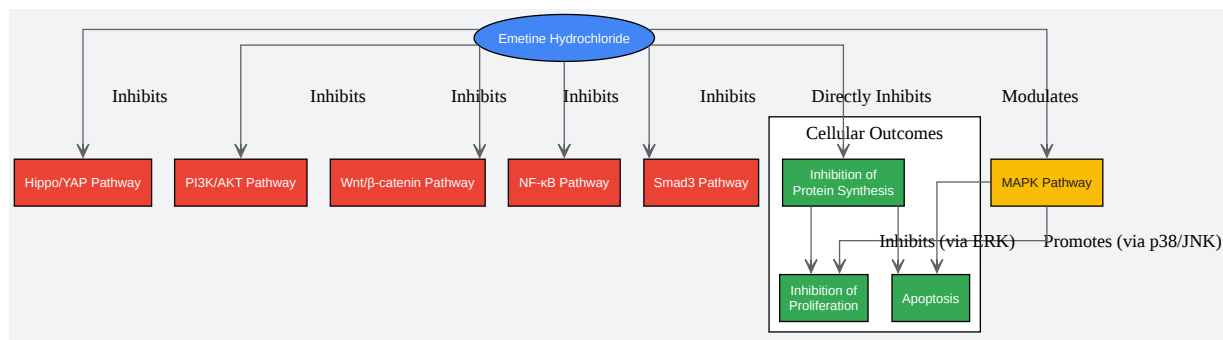 Emetine Hydrochloride
Inhibits
Inhibits
Inhibits
Inhibits
Inhibits
Directly Inhibits
Modulates
Cellular Outcomes
Hippo/YAP Pathway
PI3K/AKT Pathway
Wnt/β-catenin Pathway
NF-κB Pathway
Smad3 Pathway
Inhibition of
Protein Synthesis
MAPK Pathway
Inhibits (via ERK)
Promotes (via p38/JNK)
Inhibition of
Proliferation
Apoptosis